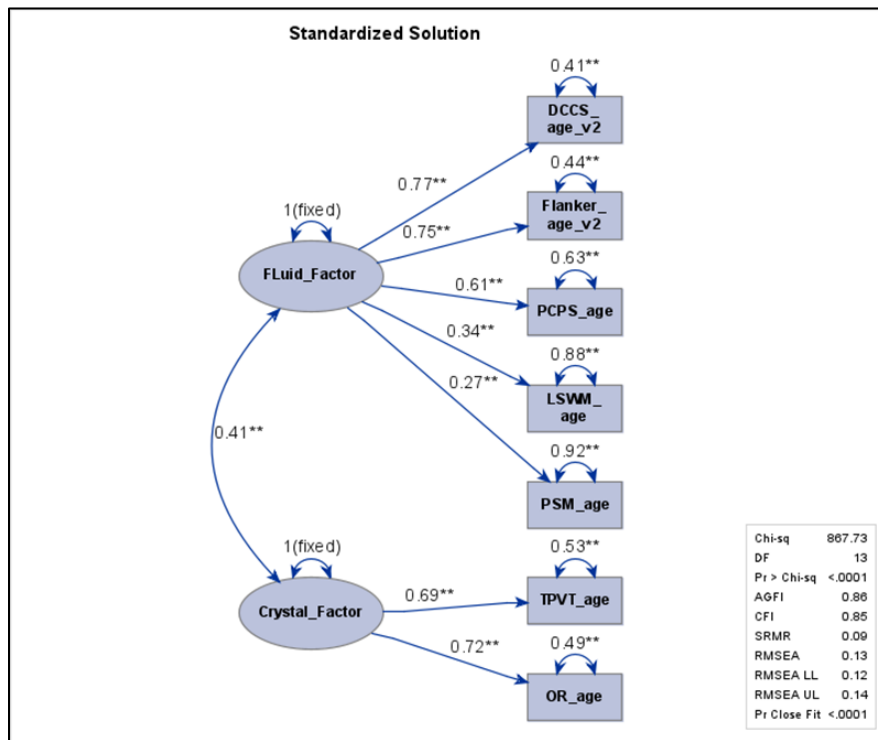 Standardized Solution
0.41**
DCCS_
age_v2
0.77**
0.44**
Flanker_
age_v2
1(fixed)
0.75**
FLuid_Factor
0.63**
0.61**
PCPS_age
0.34**
0.88**
0.27**
LSWM_
age
0.41**
0.92**
PSM_age
1(fixed)
0.53**
0.69**
TPVT_age
Crystal_Factor
0.72**
0.49**
OR_age
Chi-sq 867.73
DF 13
Pr > Chi-sq <.0001
AGFI 0.86
CFI 0.85
SRMR 0.09
RMSEA 0.13
RMSEA LL 0.12
RMSEA UL 0.14
Pr Close Fit <.0001